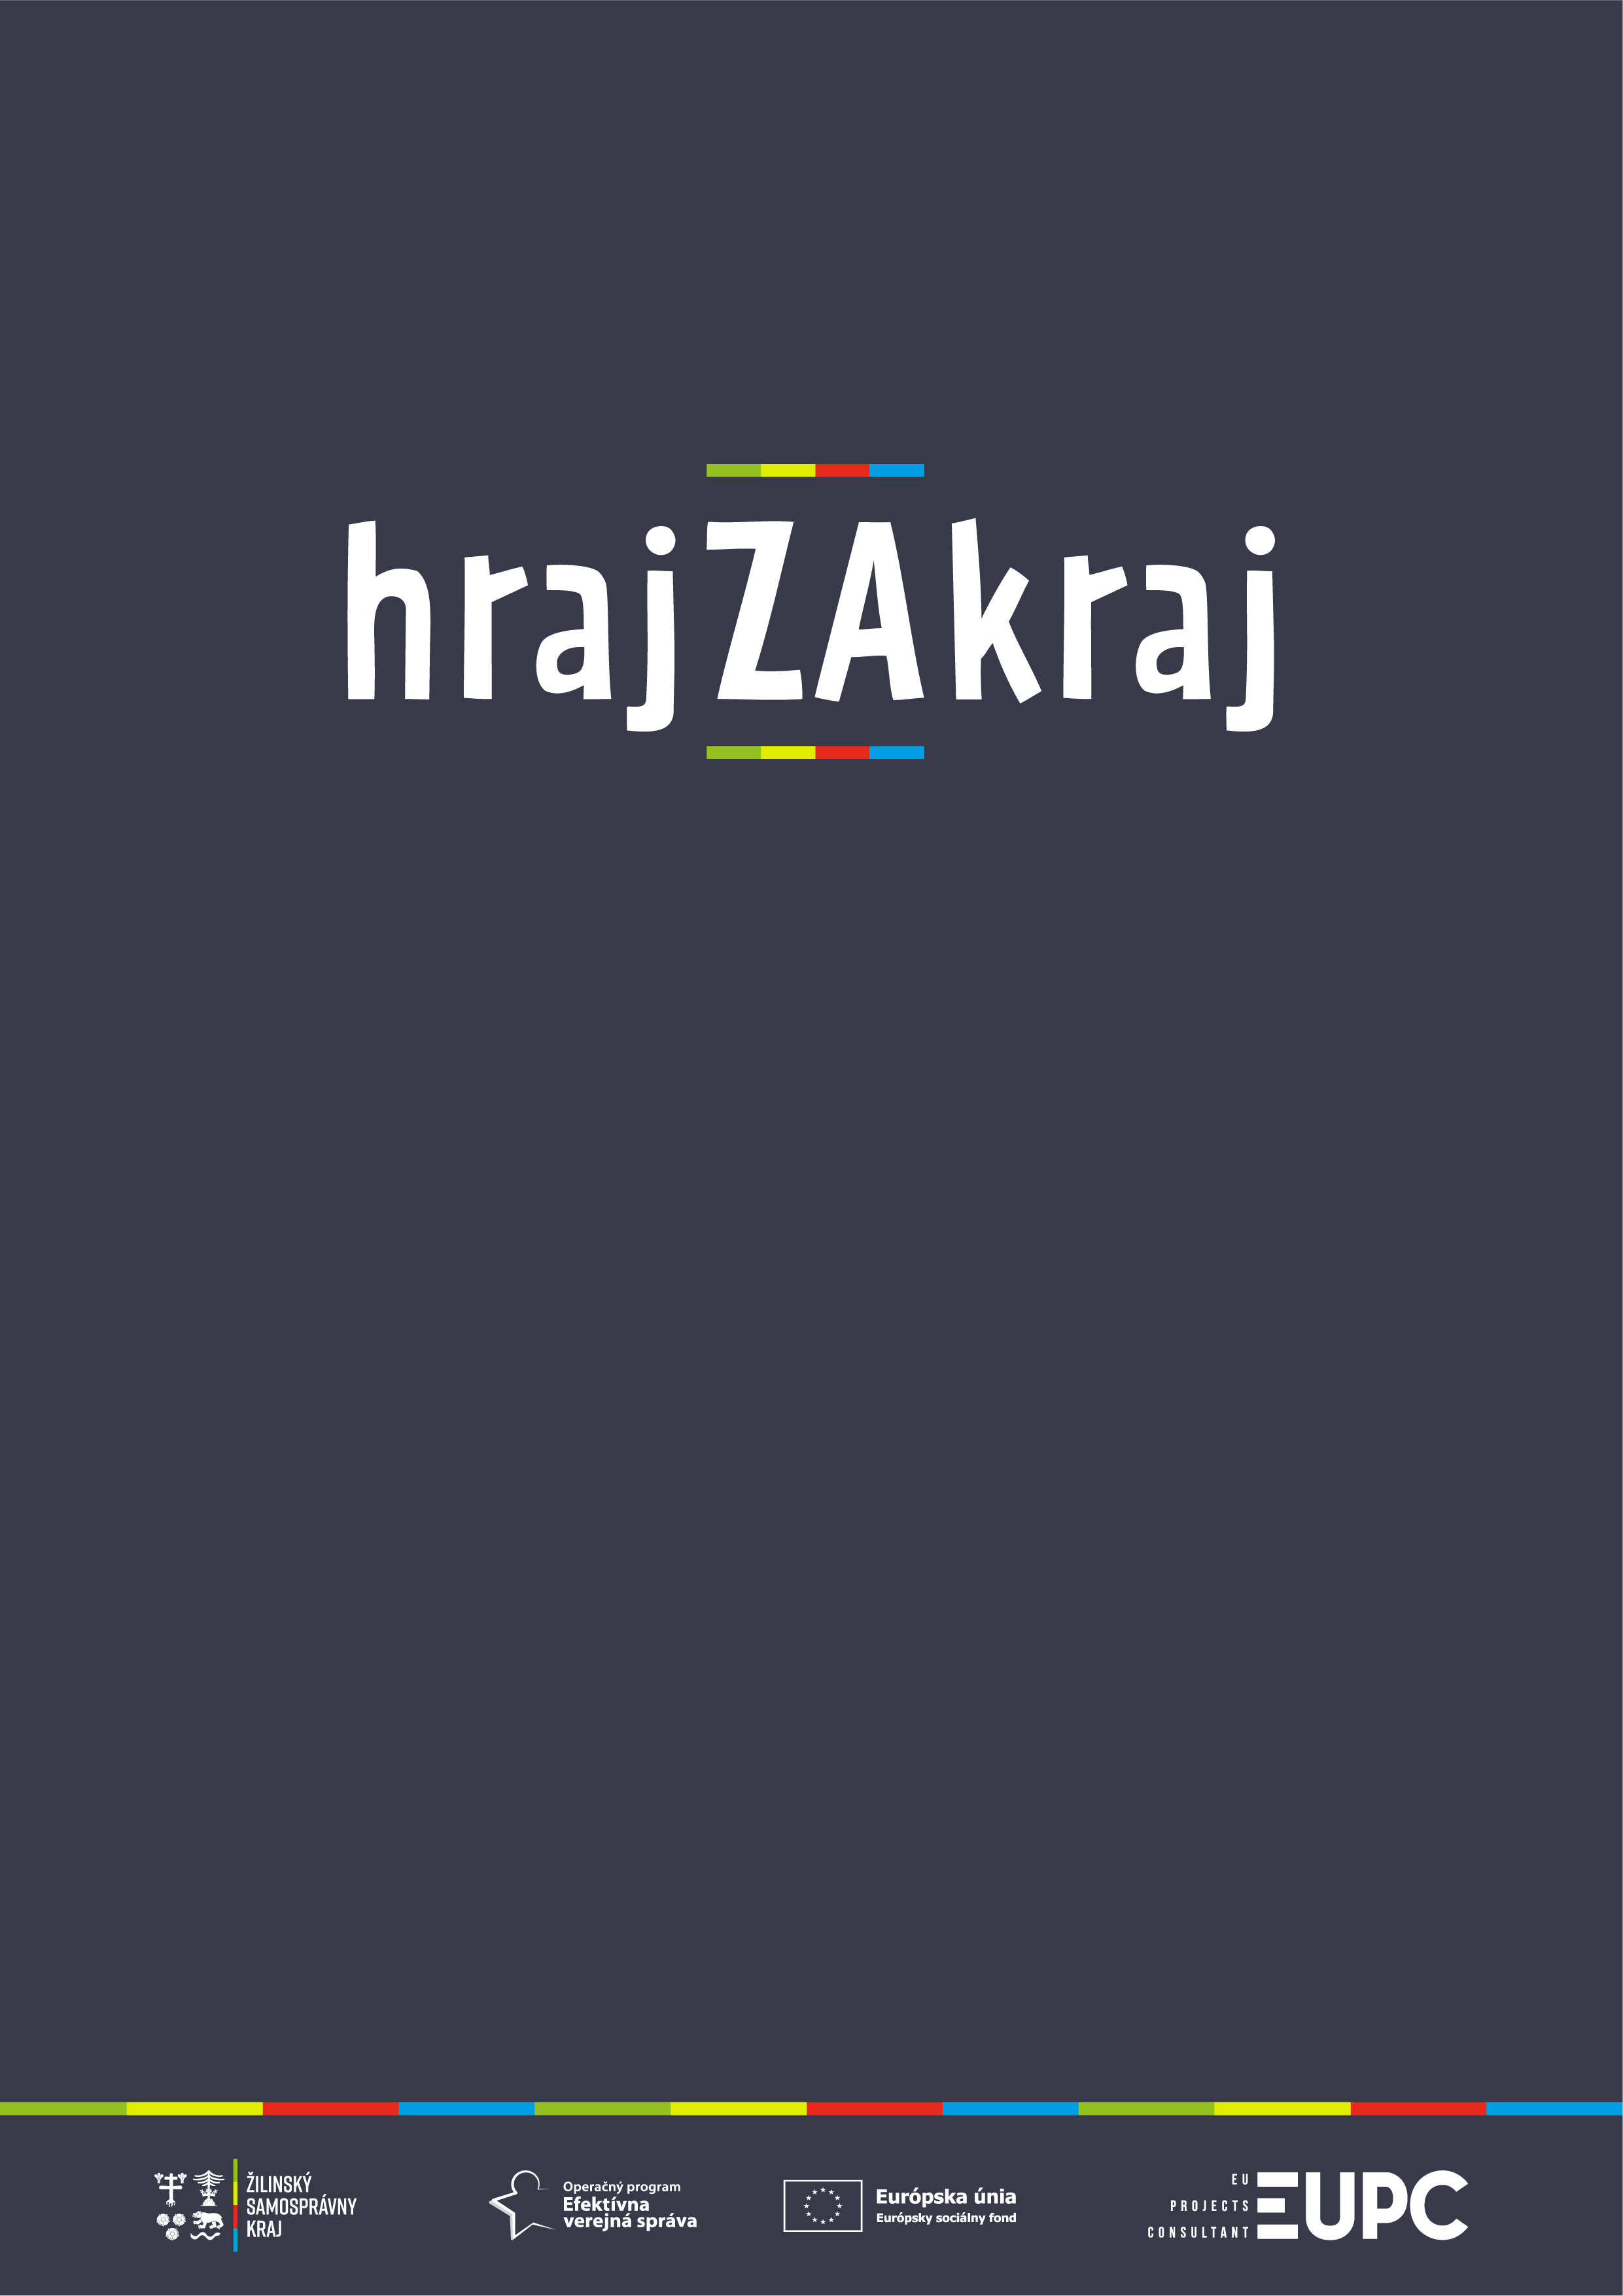 hrajZAkraj
ŽILINSKÝ
SAMOSPRÁVNY
KRAJ
Operačný program
Efektívna
verejná správa
Európska únia
Európsky sociálny fond
EU
PROJECTS
CONSULTANT
EUPC